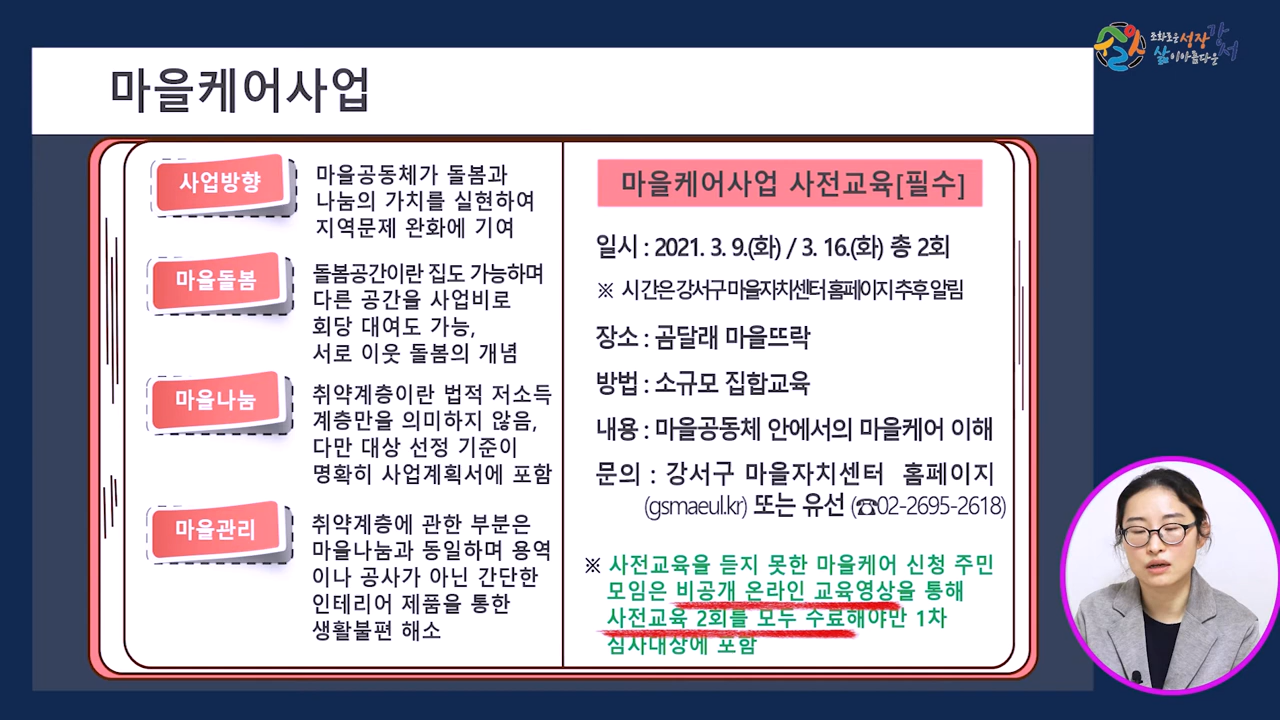 조화로운 성장 강서
삶이 아름다운
마을케어사업
사업방향
마을공동체가 돌봄과
나눔의 가치를 실현하여
지역문제 완화에 기여
마을돌봄
돌봄공간이란 집도 가능하며
다른 공간을 사업비로
회당 대여도 가능,
서로 이웃 돌봄의 개념
마을나눔
취약계층이란 법적 저소득
계층만을 의미하지 않음,
다만 대상 선정 기준이
명확히 사업계획서에 포함
마을관리
취약계층에 관한 부분은
마을나눔과 동일하며 용역
이나 공사가 아닌 간단한
인테리어 제품을 통한
생활불편 해소
마을케어사업 사전교육[필수]
일시 : 2021. 3. 9.(화) / 3. 16.(화) 총 2회
※ 시간은 강서구 마을자치센터 홈페이지 추후 알림
장소 : 곰달래 마을뜨락
방법 : 소규모 집합교육
내용 : 마을공동체 안에서의 마을케어 이해
문의 : 강서구 마을자치센터 홈페이지
(gsmaeul.kr) 또는 유선 (☎02-2695-2618)
※ 사전교육을 듣지 못한 마을케어 신청 주민
모임은 비공개 온라인 교육영상을 통해
사전교육 2회를 모두 수료해야만 1차
심사대상에 포함